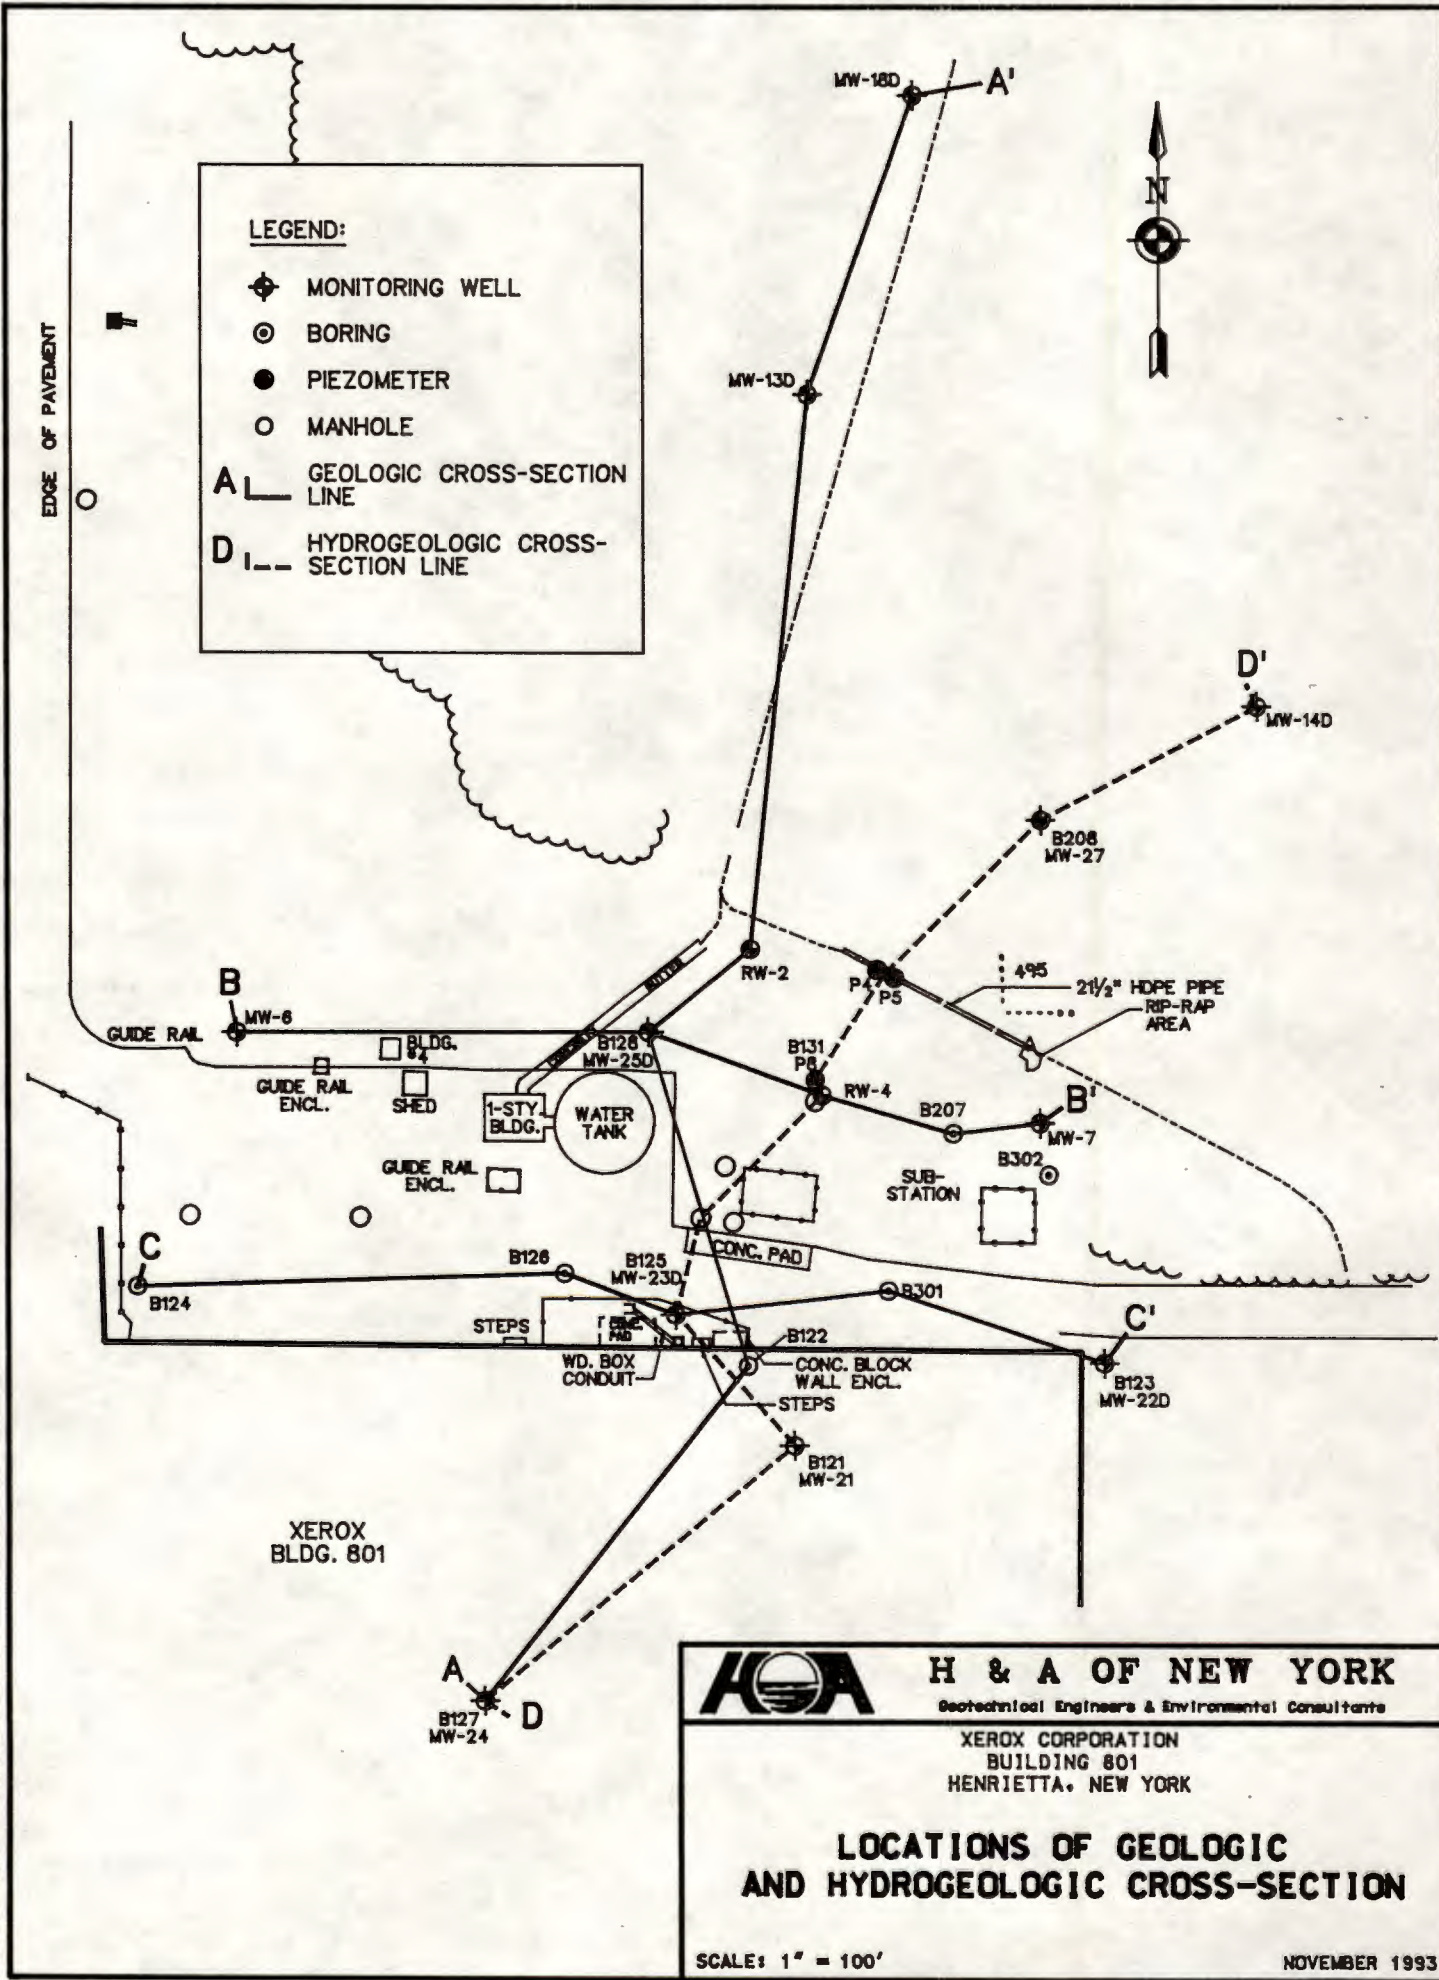 MW-18D
A'
N
LEGEND:
MONITORING WELL
BORING
PIEZOMETER
MANHOLE
A
GEOLOGIC CROSS-SECTION
LINE
D
HYDROGEOLOGIC CROSS-
SECTION LINE
EDGE OF PAVEMENT
MW-13D
D'
MW-14D
B208
MW-27
RW-2
GUTTER
P4
P5
495
21½" HDPE PIPE
RIP-RAP
AREA
B
MW-6
GUIDE RAIL
BLDG.
#4
B128
MW-25D
B131
P8
RW-4
B207
B'
MW-7
GUIDE RAIL
ENCL.
SHED
1-STY.
BLDG.
WATER
TANK
B302
SUB-
STATION
GUIDE RAIL
ENCL.
C
B124
B126
B125
MW-23D
CONC. PAD
B301
C'
STEPS
CONC.
PAD
B122
WD. BOX
CONDUIT
CONC. BLOCK
WALL ENCL.
STEPS
B123
MW-22D
B121
MW-21
XEROX
BLDG. 801
A
D
B127
MW-24
H & A OF NEW YORK
Geotechnical Engineers & Environmental Consultants
XEROX CORPORATION
BUILDING 801
HENRIETTA, NEW YORK
LOCATIONS OF GEOLOGIC
AND HYDROGEOLOGIC CROSS-SECTION
SCALE: 1" = 100'
NOVEMBER 1993